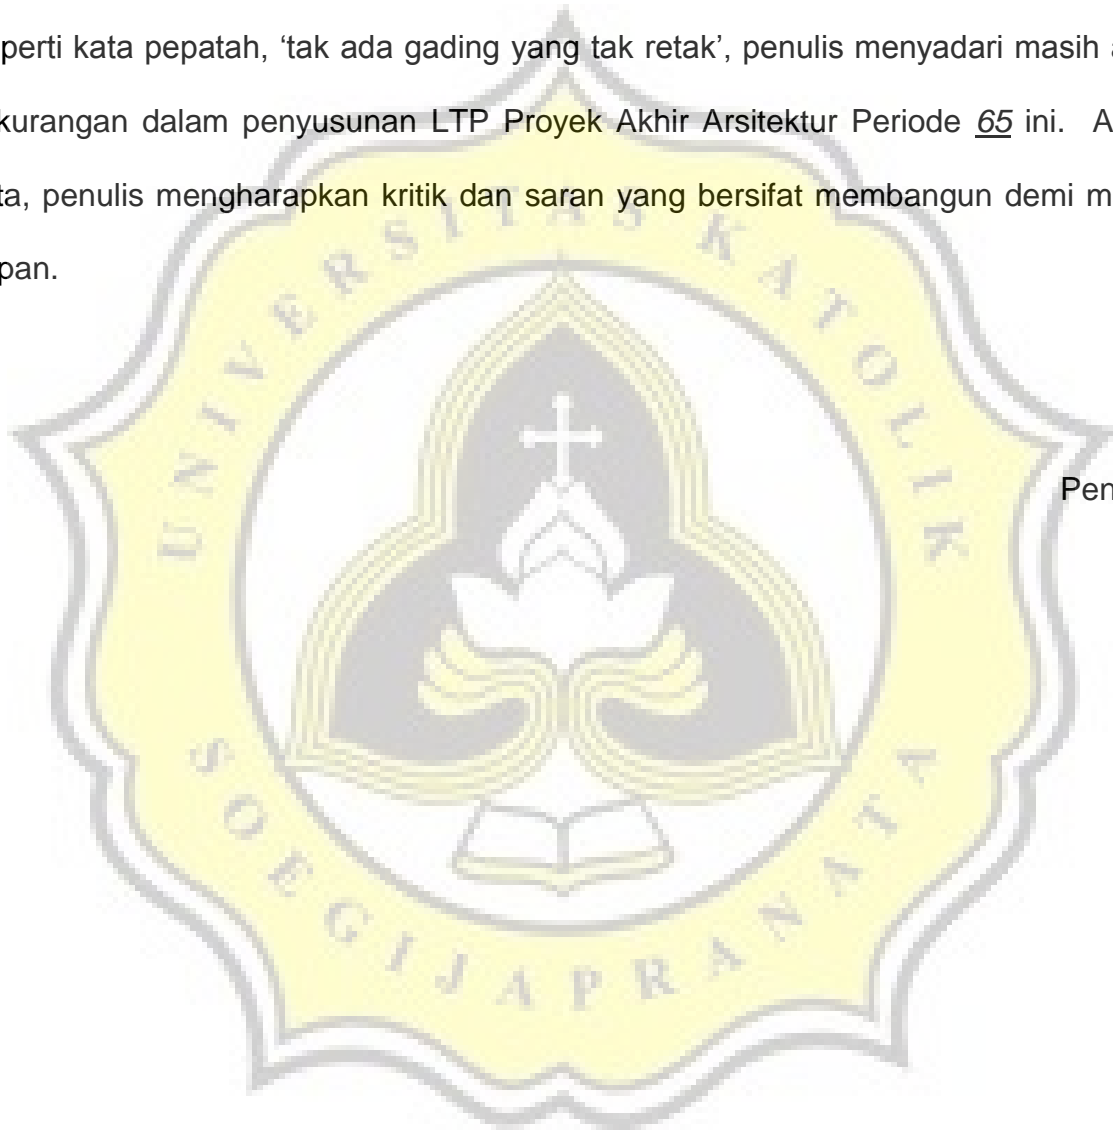 perti kata pepatah, ‘tak ada gading yang tak retak’, penulis menyadari masih a
kurangan dalam penyusunan LTP Proyek Akhir Arsitektur Periode 65 ini. A
ta, penulis mengharapkan kritik dan saran yang bersifat membangun demi m
pan.
Pen
UNIVERSITAS KATOLIK
SOEGIJAPRANATA